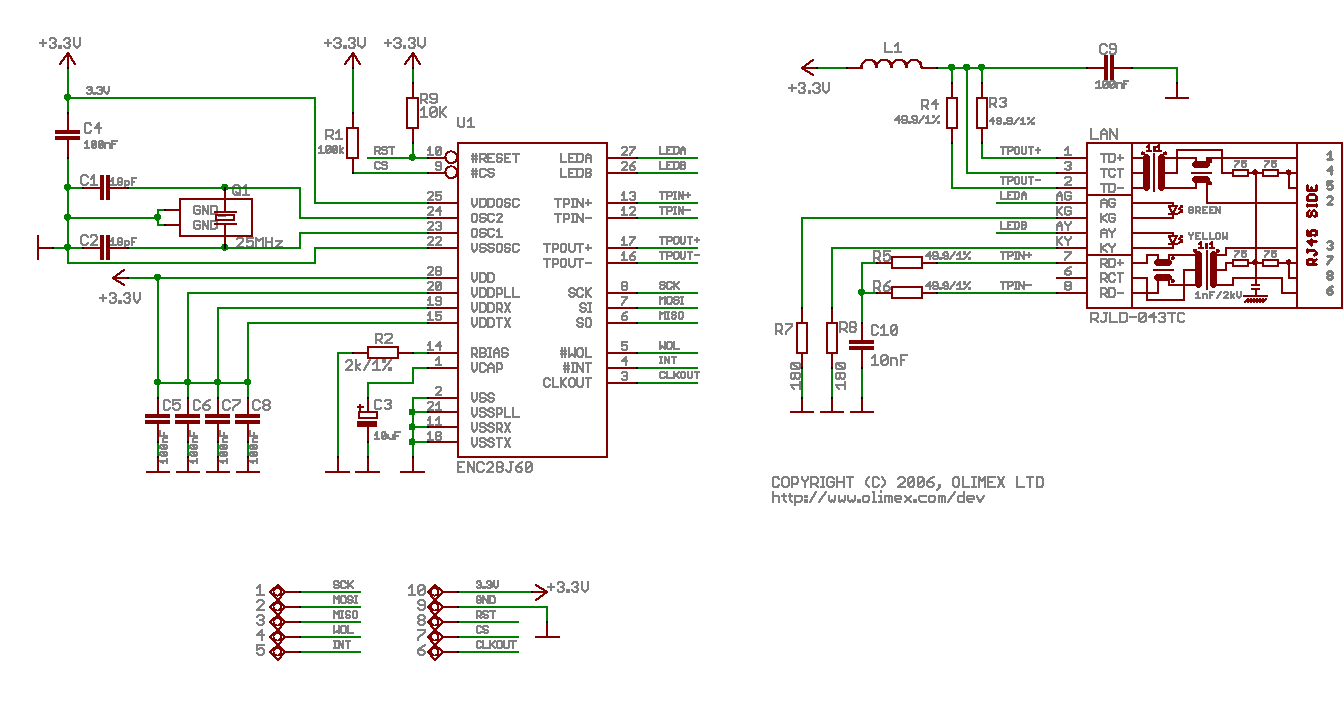 +3.3V
3.3V
C4
100nF
C1
18pF
Q1
GND
GND
C2
18pF
25MHz
+3.3V
+3.3V
+3.3V
R9
10K
R1
100k
RST
CS
U1
10 #RESET LEDA 27 LEDA
9 #CS LEDB 26 LEDB
25 VDDOSC TPIN+ 13 TPIN+
24 OSC2 TPIN- 12 TPIN-
23 OSC1
22 VSSOSC TPOUT+ 17 TPOUT+
TPOUT- 16 TPOUT-
28 VDD
20 VDDPLL SCK 8 SCK
19 VDDRX SI 7 MOSI
15 VDDTX SO 6 MISO
14 RBIAS #WOL 5 WOL
1 VCAP #INT 4 INT
CLKOUT 3 CLKOUT
2 VSS
21 VSSPLL
11 VSSRX
18 VSSTX
ENC28J60
R2
2k/1%
+
C3
10uF
C5 C6 C7 C8
100nF 100nF 100nF 100nF
L1
+3.3V
C9
100nF
R4
49.9/1%
R3
49.9/1%
LAN
TPOUT+ 1 TD+
3 TCT
TPOUT- 2 TD-
LEDA AG AG
KG KG
LEDB AY AY
KY KY
TPIN+ 7 RD+
6 RCT
TPIN- 8 RD-
1:1
75 75
GREEN
YELLOW
1:1
75 75
1nF/2kV
RJ45 SIDE
1
4
5
2
3
7
8
6
RJLD-043TC
R5 49.9/1%
R6 49.9/1%
R7
180
R8
180
C10
10nF
COPYRIGHT (C) 2006, OLIMEX LTD
http://www.olimex.com/dev
1 SCK
2 MOSI
3 MISO
4 WOL
5 INT
10 3.3V +3.3V
9 GND
8 RST
7 CS
6 CLKOUT